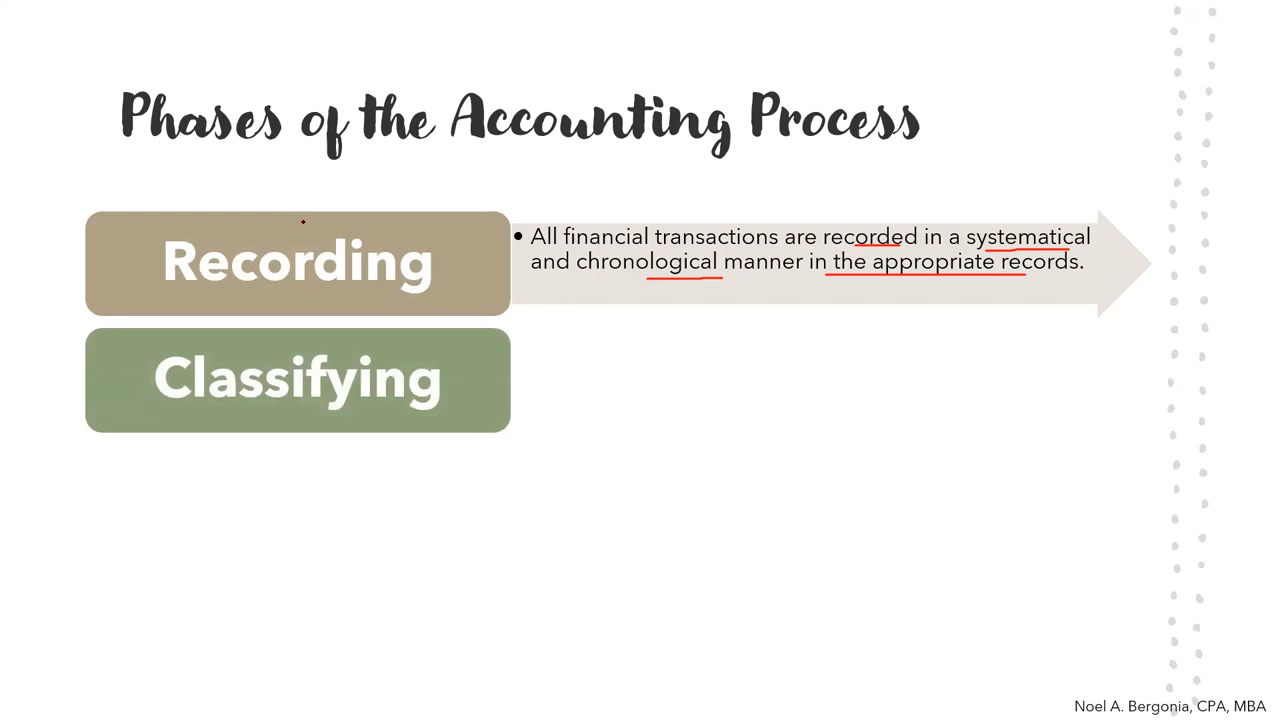 Phases of the Accounting Process
Recording
• All financial transactions are recorded in a systematical
and chronological manner in the appropriate records.
Classifying
Noel A. Bergonia, CPA, MBA